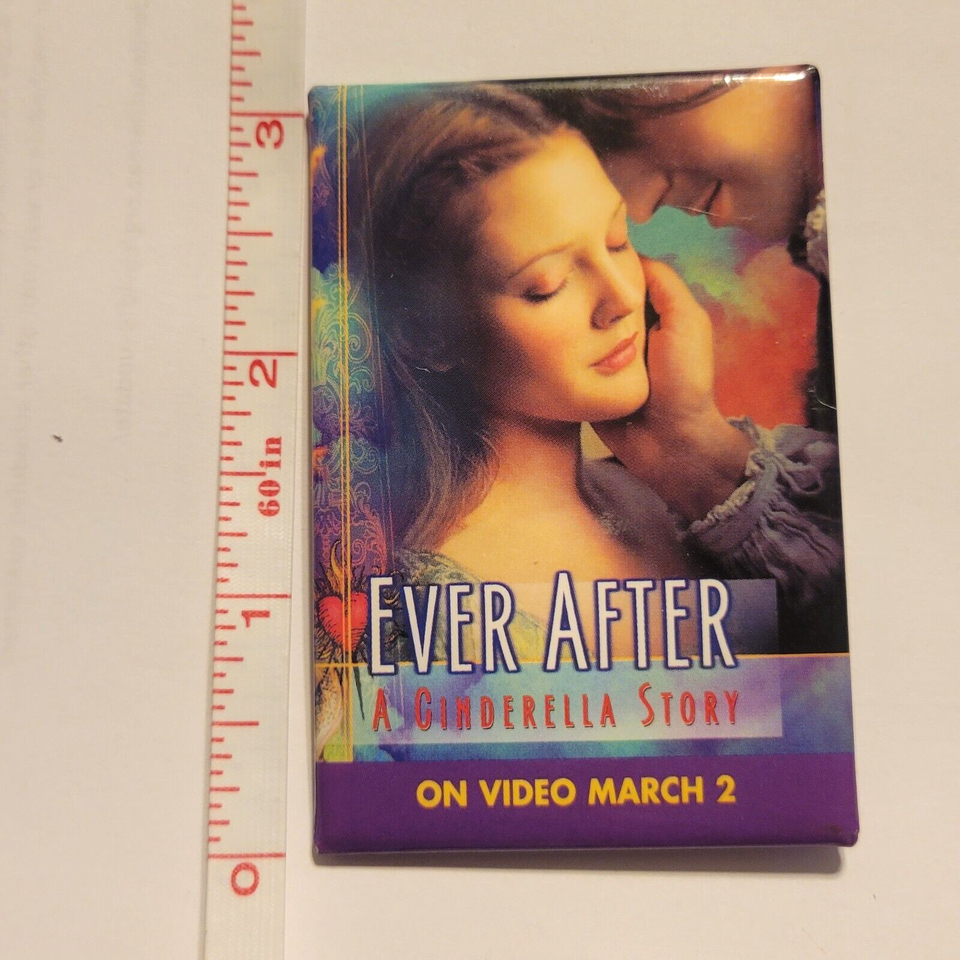 3
2
60in
1
0
EVER AFTER
A CINDERELLA STORY
ON VIDEO MARCH 2